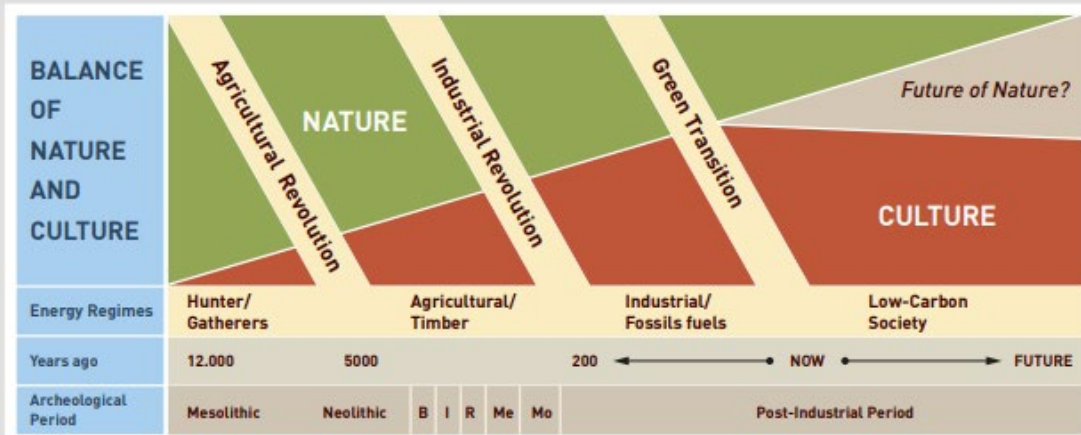 BALANCE
OF
NATURE
AND
CULTURE
Agricultural Revolution
NATURE
Industrial Revolution
Green Transition
Future of Nature?
CULTURE
Energy Regimes
Hunter/
Gatherers
Agricultural/
Timber
Industrial/
Fossils fuels
Low-Carbon
Society
Years ago
12.000
5000
200
NOW
FUTURE
Archeological
Period
Mesolithic
Neolithic
B
I
R
Me
Mo
Post-Industrial Period